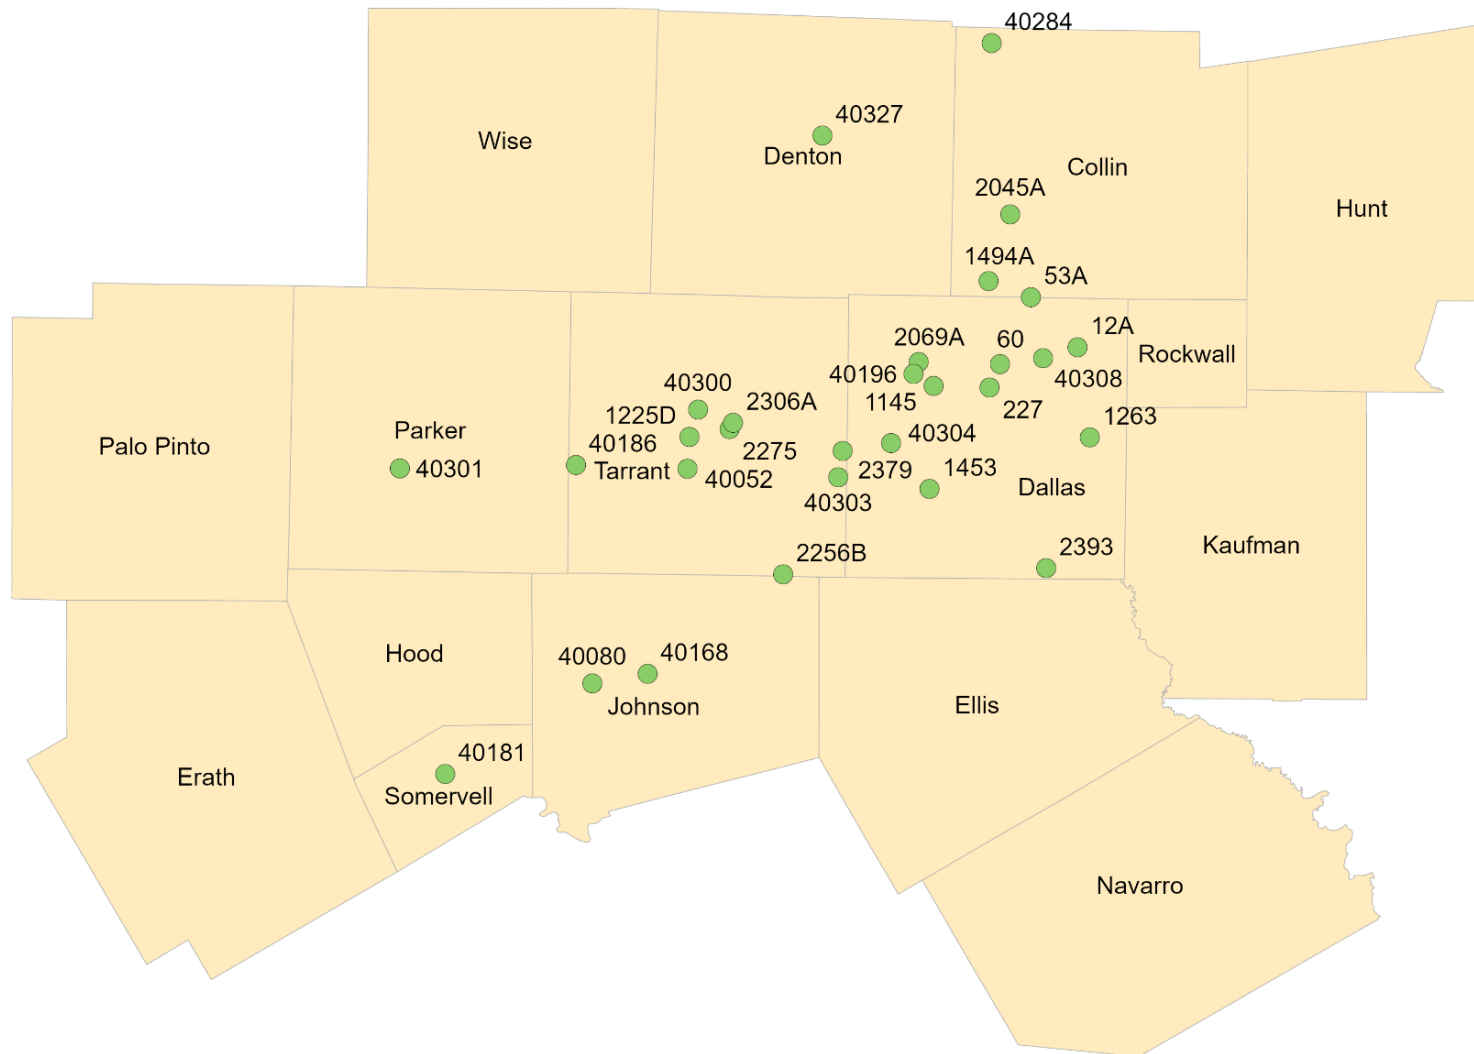 40284
40327
Wise
Denton
Collin
2045A
Hunt
1494A
53A
2069A
60
12A
Rockwall
40196
40308
40300
2306A
1145
227
1225D
1263
Parker
40304
Palo Pinto
40186
2275
40301
Tarrant
40052
2379
1453
Dallas
40303
2393
Kaufman
2256B
Hood
40080
40168
Johnson
Ellis
40181
Erath
Somervell
Navarro